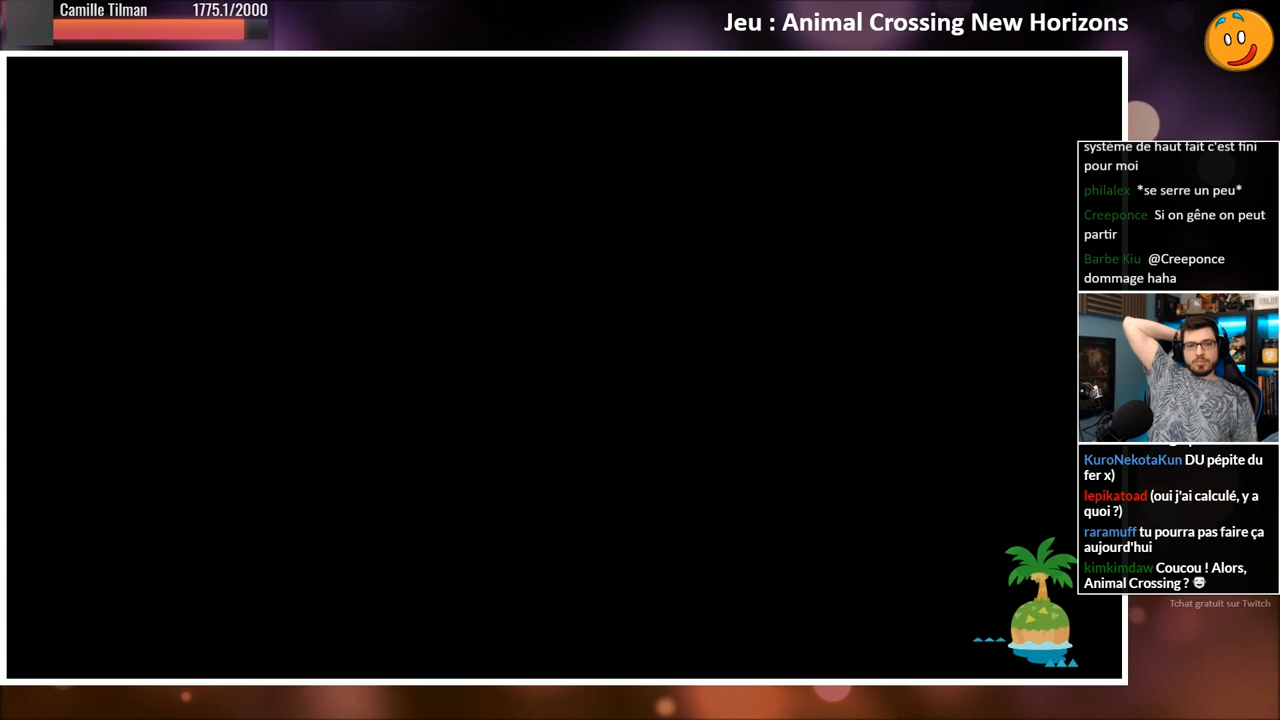 Camille Tilman 1775.1/2000
Jeu : Animal Crossing New Horizons
système de haut fait c'est fini
pour moi
philalex *se serre un peu*
Creeponce Si on gêne on peut
partir
Barbe Kiu @Creeponce
dommage haha
KuroNekotaKun DU pépite du
fer x)
lepikatoad (oui j'ai calculé, y a
quoi ?)
raramuff tu pourra pas faire ça
aujourd'hui
kimkimdaw Coucou ! Alors,
Animal Crossing ?
Tchat gratuit sur Twitch